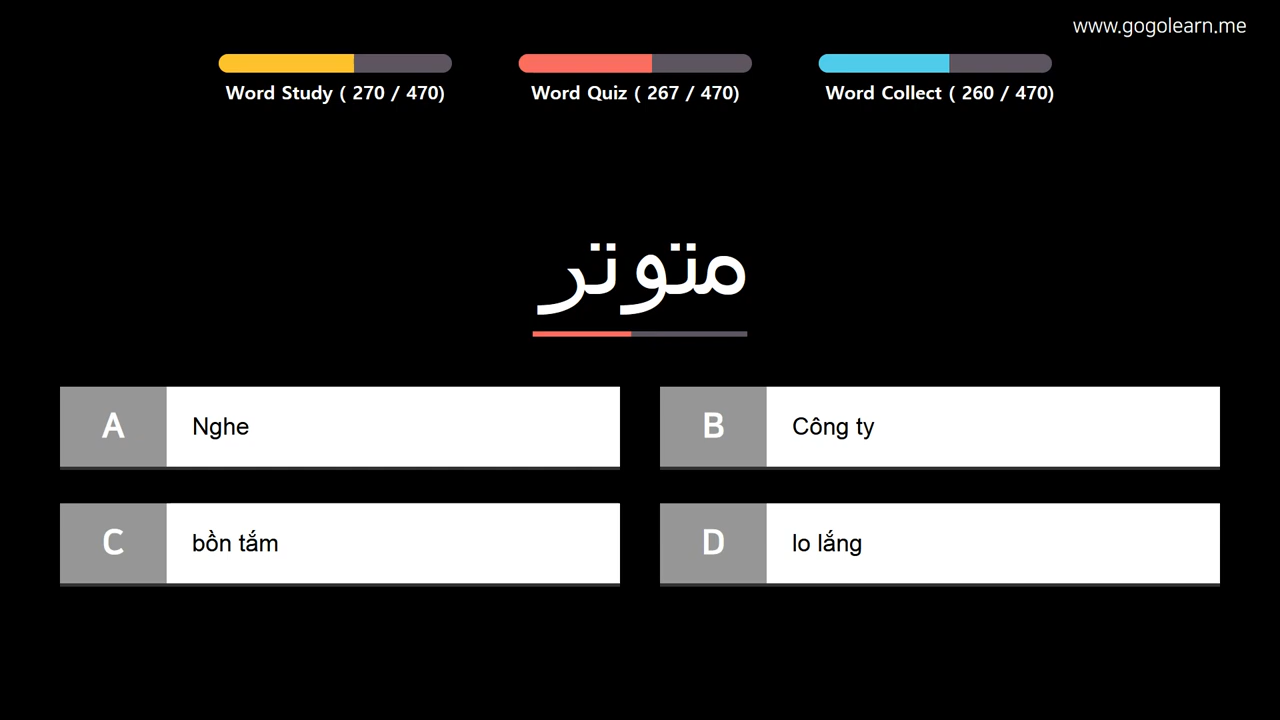 www.gogolearn.me
Word Study ( 270 / 470)
Word Quiz ( 267 / 470)
Word Collect ( 260 / 470)
متوتر
A Nghe
B Công ty
C bồn tắm
D lo lắng